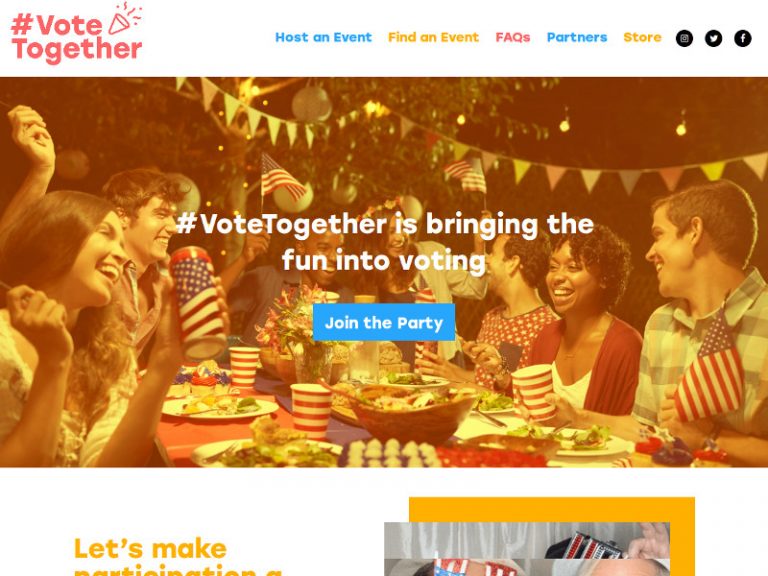 #Vote
Together
Host an Event Find an Event FAQs Partners Store
#VoteTogether is bringing the
fun into voting
Join the Party
Let's make
participation a